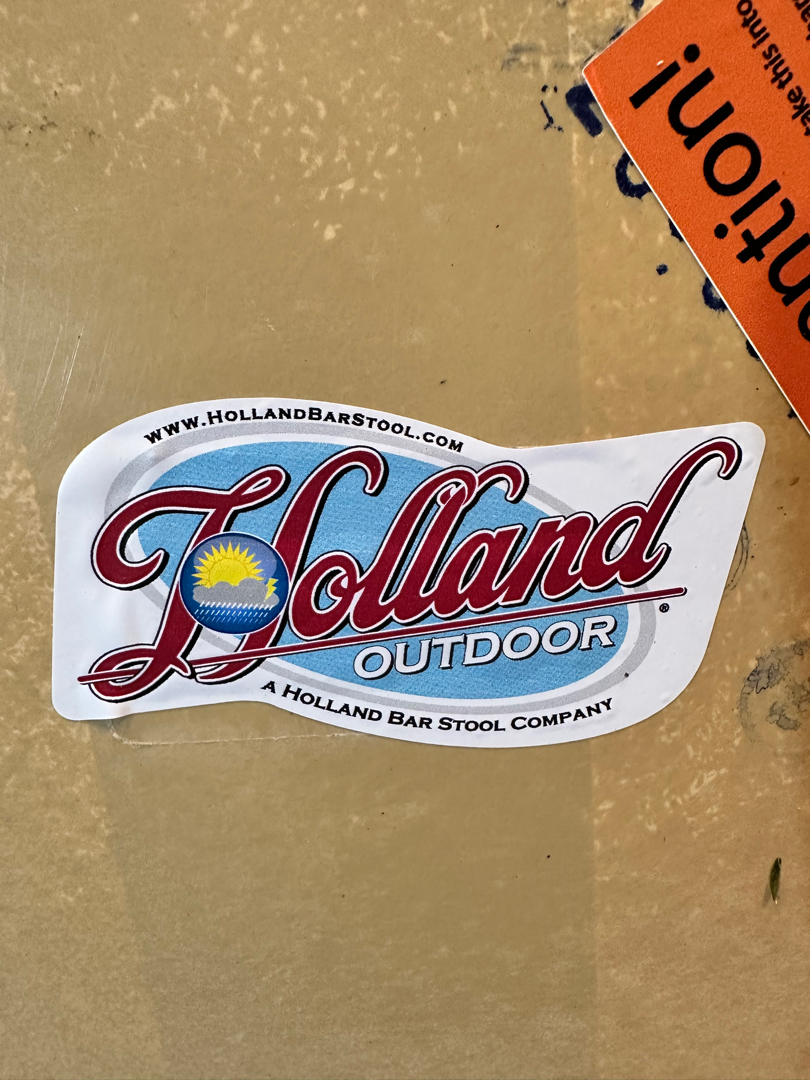 www.HollandBarStool.com
Holland®
OUTDOOR
A Holland Bar Stool Company
ntion!
ake this into